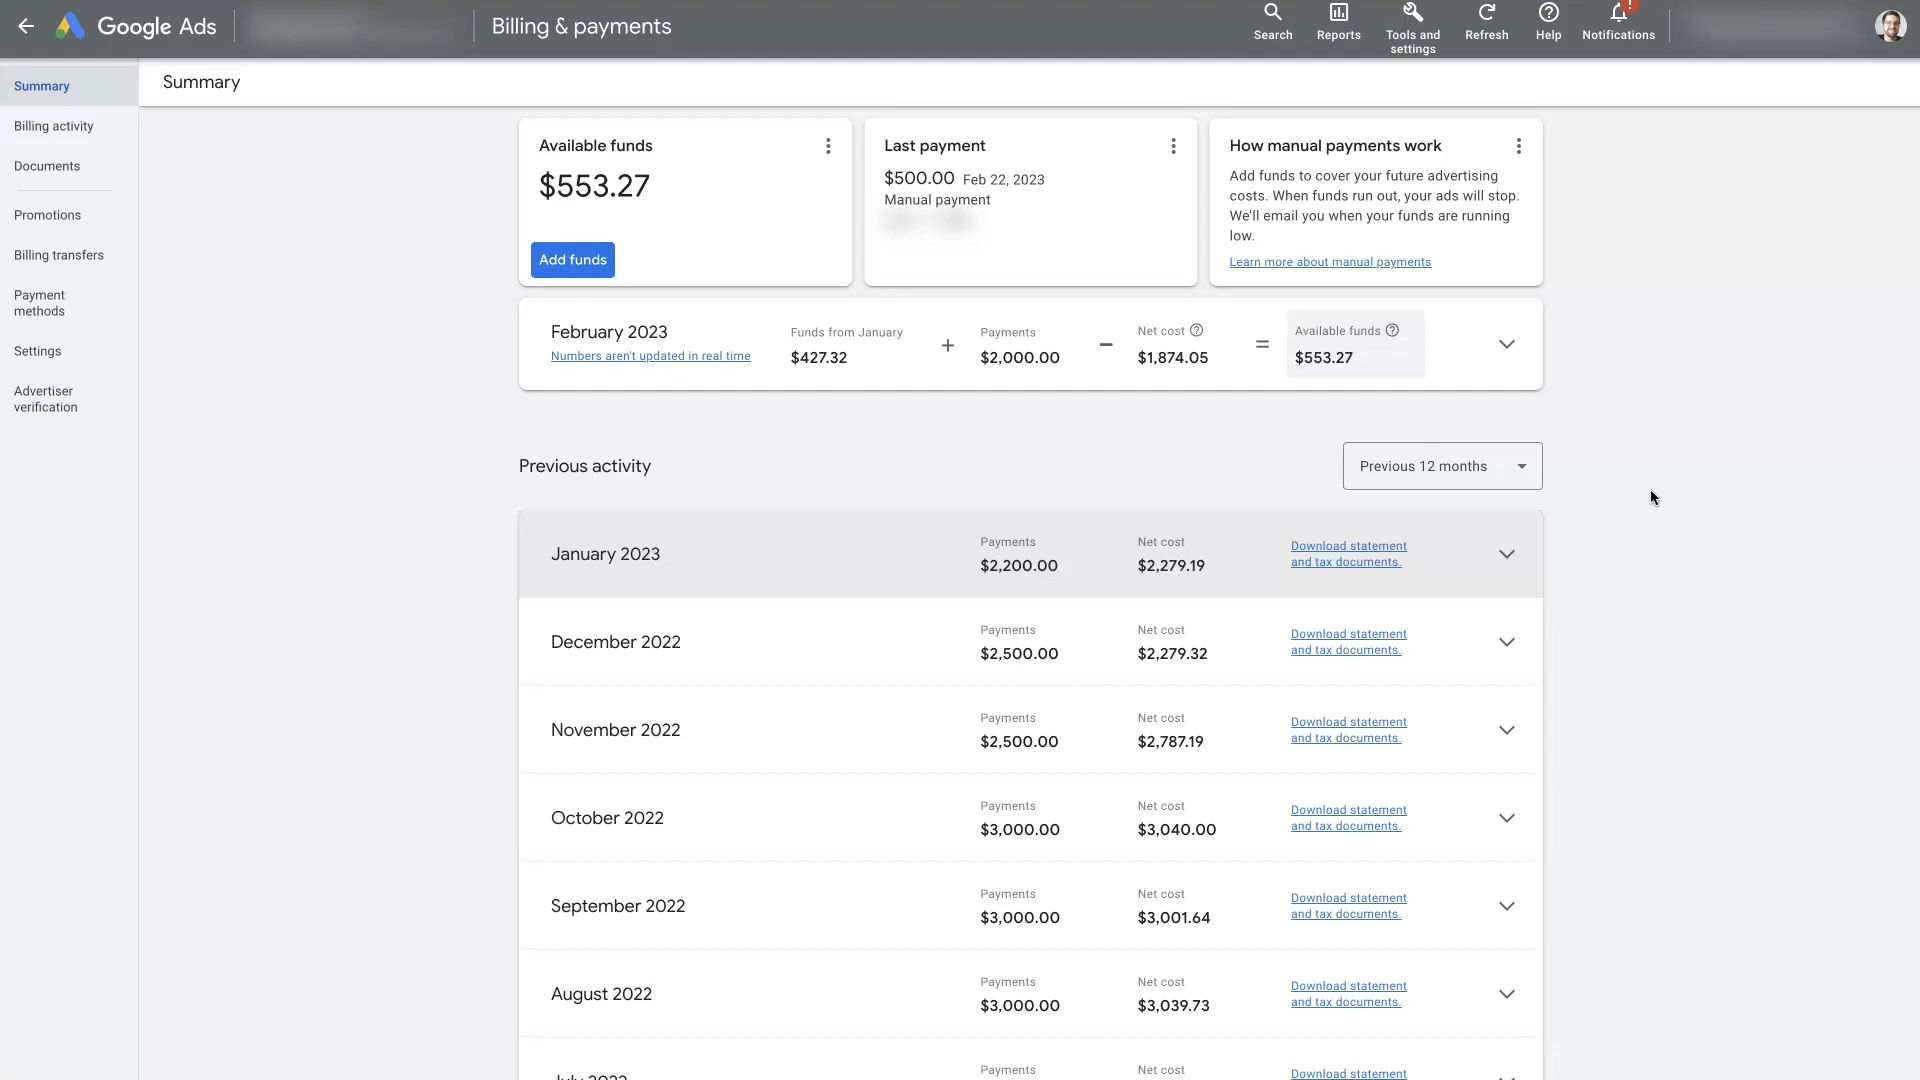 Google Ads
Billing & payments
Search
Reports
Tools and
settings
Refresh
Help
Notifications
!
Summary
Billing activity
Documents
Promotions
Billing transfers
Payment
methods
Settings
Advertiser
verification
Summary
Available funds
$553.27
Add funds
Last payment
$500.00 Feb 22, 2023
Manual payment
How manual payments work
Add funds to cover your future advertising
costs. When funds run out, your ads will stop.
We'll email you when your funds are running
low.
Learn more about manual payments
February 2023
Numbers aren't updated in real time
Funds from January
$427.32
+
Payments
$2,000.00
−
Net cost
$1,874.05
=
Available funds
$553.27
Previous activity
Previous 12 months
January 2023
Payments
$2,200.00
Net cost
$2,279.19
Download statement
and tax documents.
December 2022
Payments
$2,500.00
Net cost
$2,279.32
Download statement
and tax documents.
November 2022
Payments
$2,500.00
Net cost
$2,787.19
Download statement
and tax documents.
October 2022
Payments
$3,000.00
Net cost
$3,040.00
Download statement
and tax documents.
September 2022
Payments
$3,000.00
Net cost
$3,001.64
Download statement
and tax documents.
August 2022
Payments
$3,000.00
Net cost
$3,039.73
Download statement
and tax documents.
July 2022
Payments
Net cost
Download statement